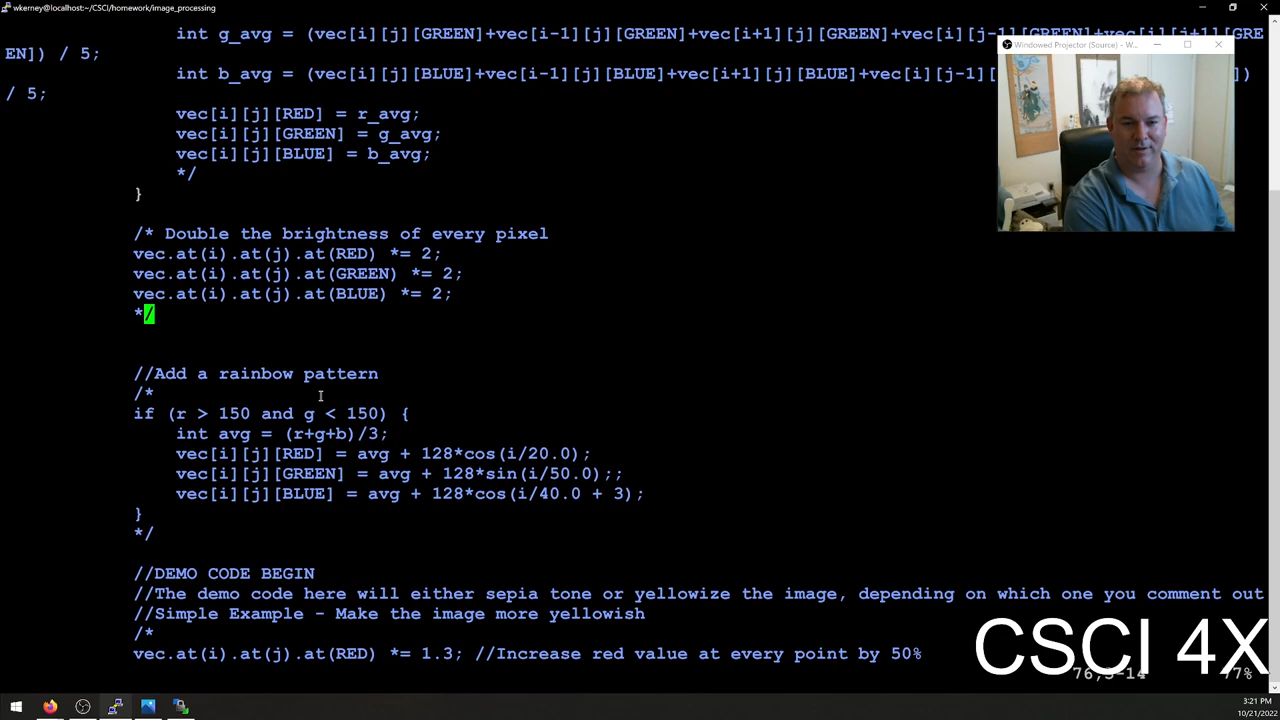 wkerney@localhost:~/CSCI/homework/image_processing
int g_avg = (vec[i][j][GREEN]+vec[i-1][j][GREEN]+vec[i+1][j][GREEN]+vec[i][j-1][GREEN]+vec[i][j+1][GRE
EN]) / 5;
Windowed Projector (Source) - W...
int b_avg = (vec[i][j][BLUE]+vec[i-1][j][BLUE]+vec[i+1][j][BLUE]+vec[i][j-1][
/ 5;
vec[i][j][RED] = r_avg;
vec[i][j][GREEN] = g_avg;
vec[i][j][BLUE] = b_avg;
*/
}
/* Double the brightness of every pixel
vec.at(i).at(j).at(RED) *= 2;
vec.at(i).at(j).at(GREEN) *= 2;
vec.at(i).at(j).at(BLUE) *= 2;
*/
//Add a rainbow pattern
/*
if (r > 150 and g < 150) {
int avg = (r+g+b)/3;
vec[i][j][RED] = avg + 128*cos(i/20.0);
vec[i][j][GREEN] = avg + 128*sin(i/50.0);;
vec[i][j][BLUE] = avg + 128*cos(i/40.0 + 3);
}
*/
//DEMO CODE BEGIN
//The demo code here will either sepia tone or yellowize the image, depending on which one you comment out
//Simple Example - Make the image more yellowish
/*
vec.at(i).at(j).at(RED) *= 1.3; //Increase red value at every point by 50%
CSCI 4X
77%
3:21 PM
10/21/2022